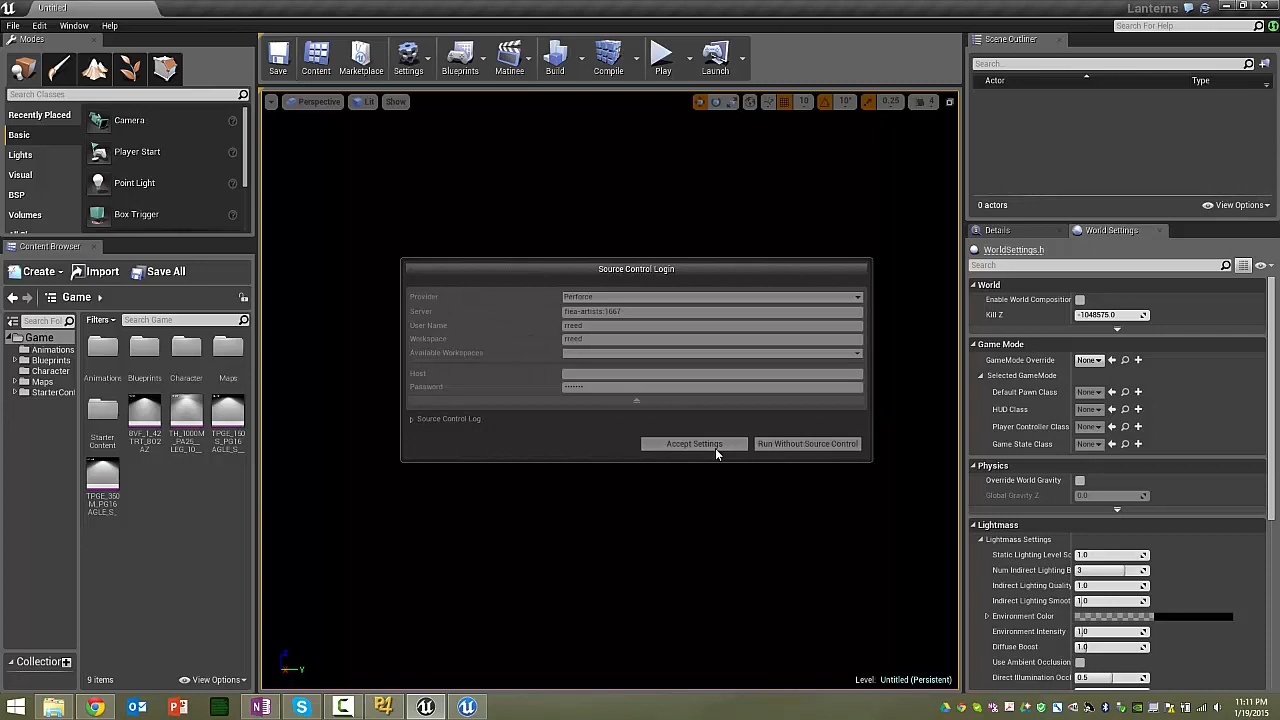 Untitled
Lanterns
File Edit Window Help
Search For Help
Modes
Search Classes
Recently Placed
Basic
Lights
Visual
BSP
Volumes
Camera
Player Start
Point Light
Box Trigger
Save Content Marketplace Settings Blueprints Matinee Build Compile Play Launch
Perspective Lit Show
10 10° 0.25 4
Scene Outliner
Search...
Actor Type
0 actors View Options
Content Browser
Create Import Save All
Game
Search Fol Filters Search Game
Game
Animations
Blueprints
Character
Maps
StarterCont
Animations Blueprints Character Maps
Starter Content
Collection
9 items View Options
Source Control Login
Provider Perforce
Server fiea-artists:1667
User Name rreed
Workspace rreed
Available Workspaces
Host
Password •••••••
Source Control Log
Accept Settings Run Without Source Control
Level: Untitled (Persistent)
Details World Settings
WorldSettings.h
Search
World
Enable World Composition
Kill Z -1048575.0
Game Mode
GameMode Override None
Selected GameMode
Default Pawn Class None
HUD Class None
Player Controller Class None
Game State Class None
Physics
Override World Gravity
Global Gravity Z 0.0
Lightmass
Lightmass Settings
Static Lighting Level Sc 1.0
Num Indirect Lighting B 3
Indirect Lighting Quality 1.0
Indirect Lighting Smoot 1.0
Environment Color
Environment Intensity 1.0
Diffuse Boost 1.0
Use Ambient Occlusion
Direct Illumination Occl 0.5
11:11 PM
1/19/2015